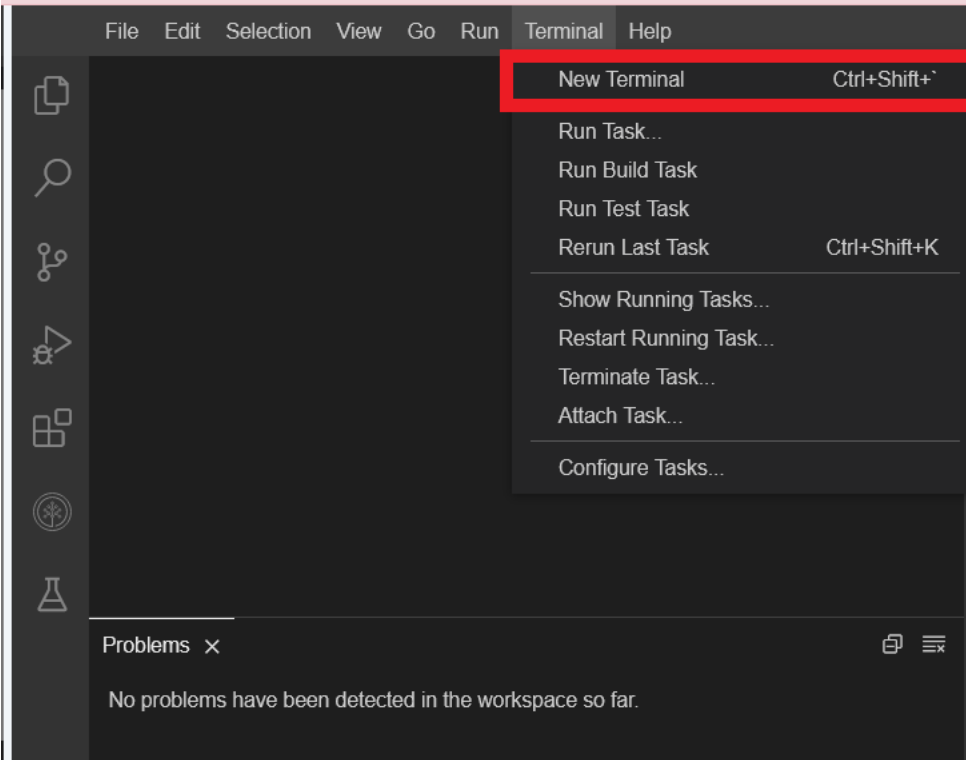 File Edit Selection View Go Run Terminal Help
New Terminal Ctrl+Shift+`
Run Task...
Run Build Task
Run Test Task
Rerun Last Task Ctrl+Shift+K
Show Running Tasks...
Restart Running Task...
Terminate Task...
Attach Task...
Configure Tasks...
Problems
No problems have been detected in the workspace so far.